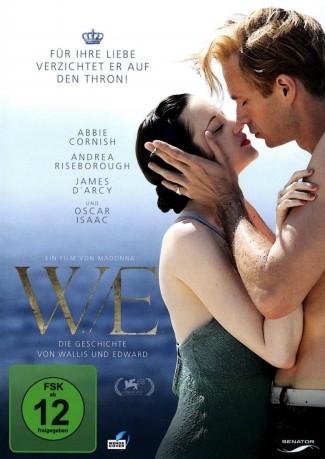 FÜR IHRE LIEBE
VERZICHTET ER AUF
DEN THRON!
ABBIE
CORNISH
ANDREA
RISEBOROUGH
JAMES
D'ARCY
UND
OSCAR
ISAAC
EIN FILM VON MADONNA
W/E
DIE GESCHICHTE
VON WALLIS UND EDWARD
FSK
ab
12
freigegeben
SENATOR